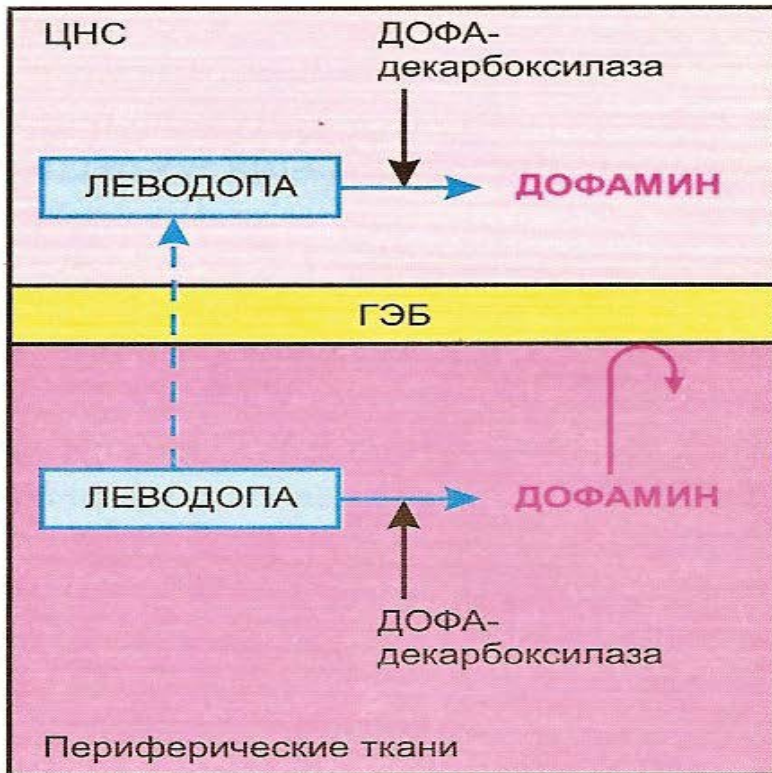 ЦНС
ДОФА-
декарбоксилаза
ЛЕВОДОПА
ДОФАМИН
ГЭБ
ЛЕВОДОПА
ДОФАМИН
ДОФА-
декарбоксилаза
Периферические ткани